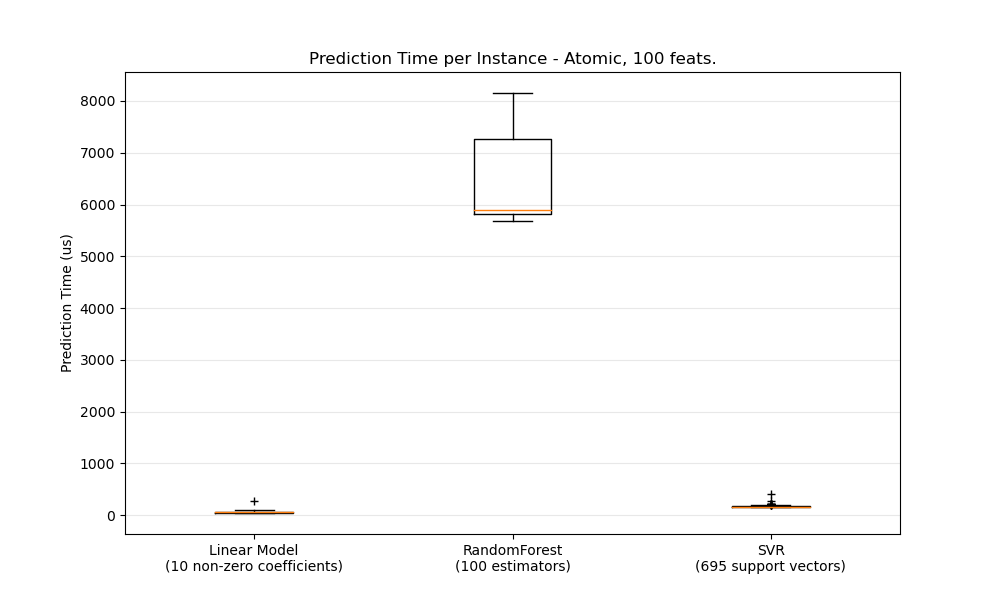 Prediction Time per Instance - Atomic, 100 feats.
Prediction Time (us)
8000
7000
6000
5000
4000
3000
2000
1000
0
Linear Model
(10 non-zero coefficients)
RandomForest
(100 estimators)
SVR
(695 support vectors)